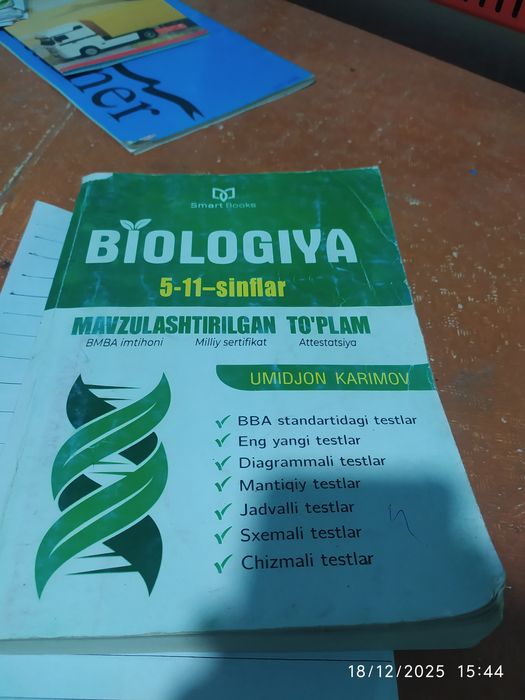 her
Smart Books
BIOLOGIYA
5-11–sinflar
MAVZULASHTIRILGAN TO'PLAM
BMBA imtihoni Milliy sertifikat Attestatsiya
UMIDJON KARIMOV
BBA standartidagi testlar
Eng yangi testlar
Diagrammali testlar
Mantiqiy testlar
Jadvalli testlar
Sxemali testlar
Chizmali testlar
18/12/2025 15:44